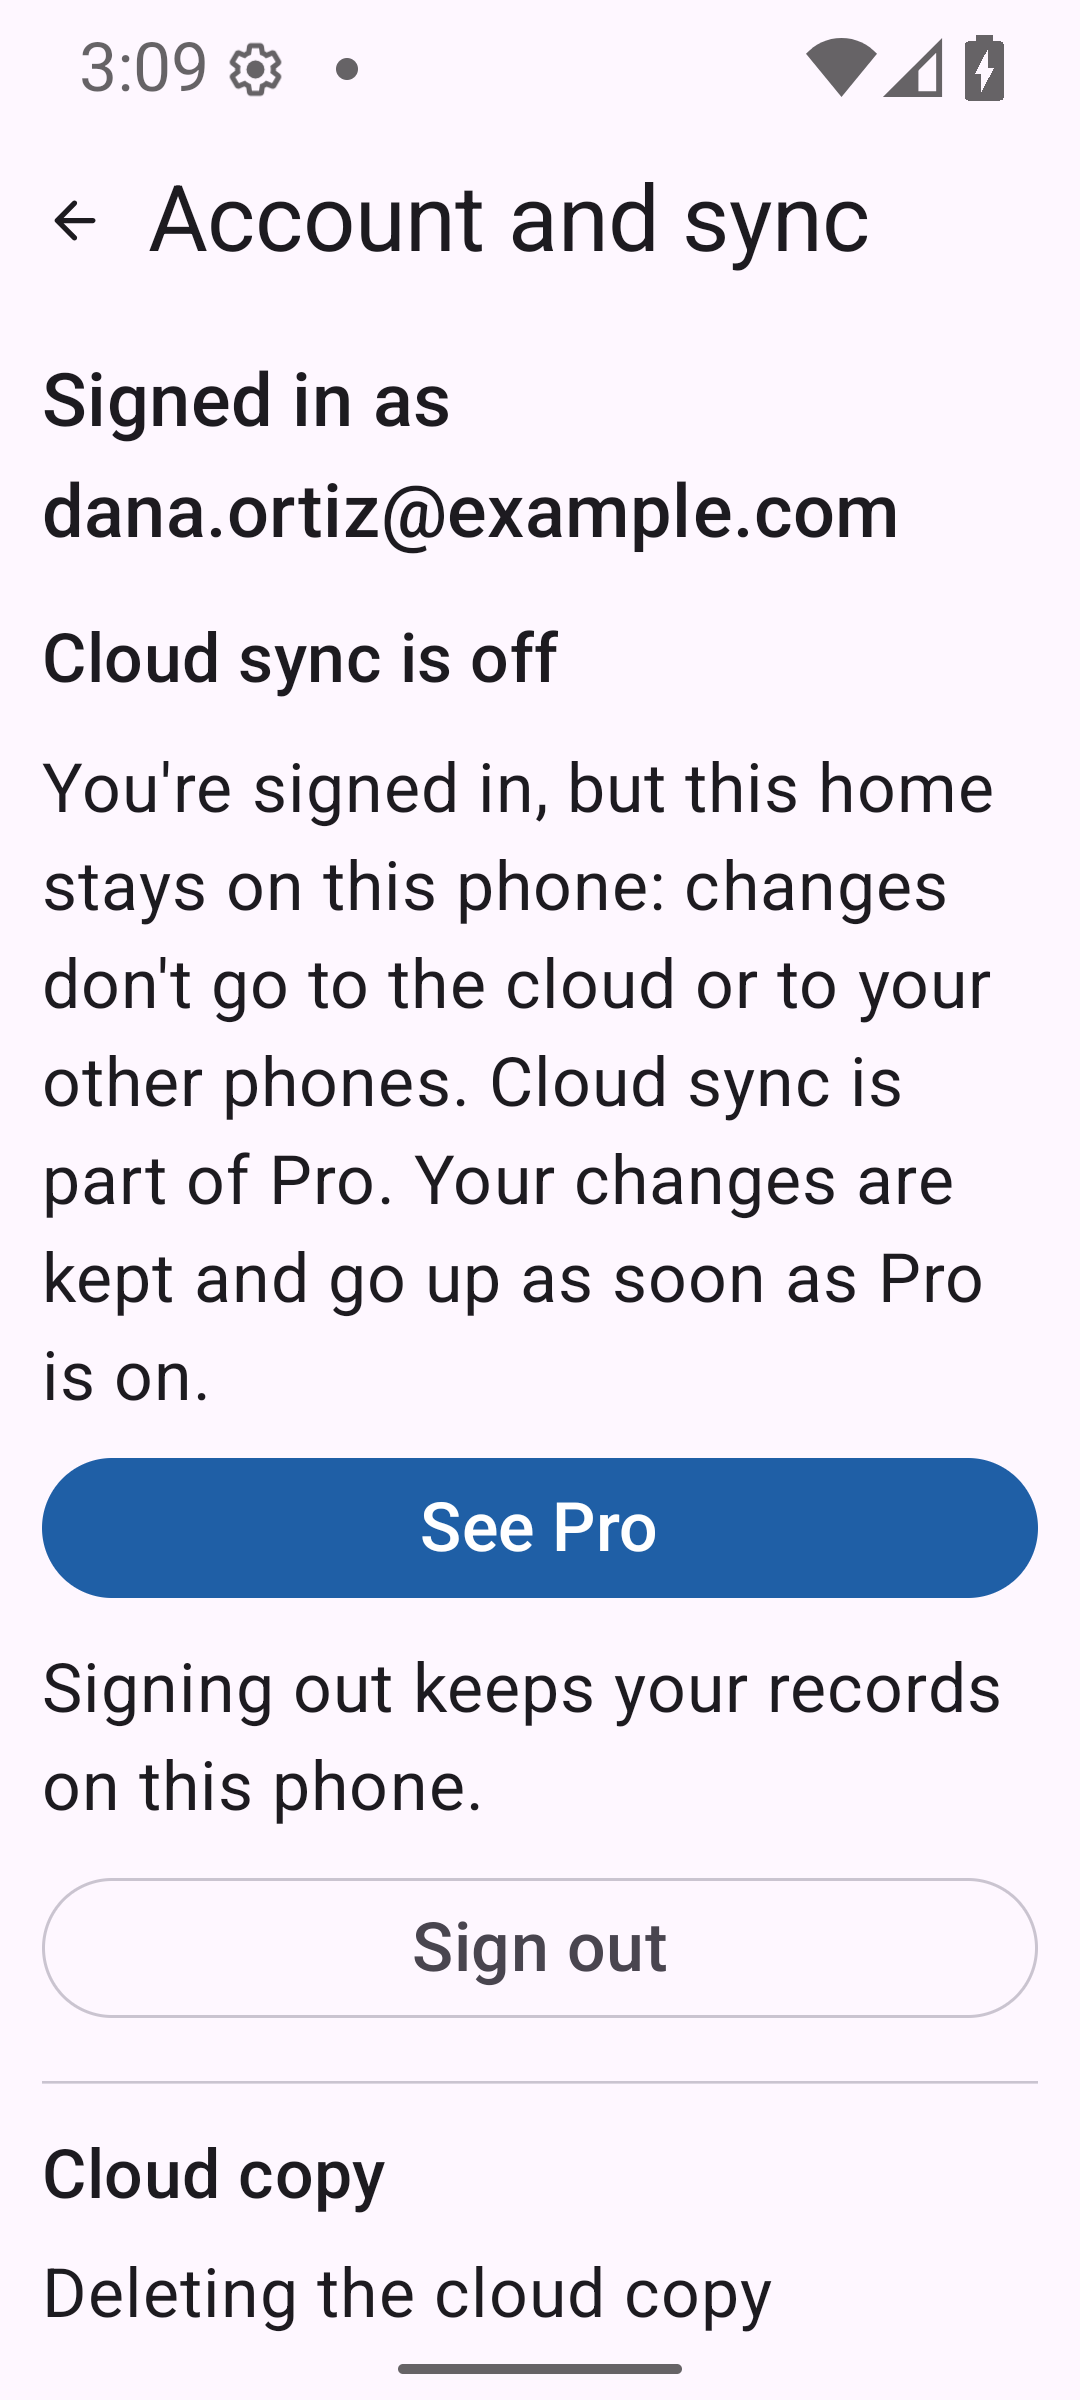 3:09
Account and sync
Signed in as
dana.ortiz@example.com
Cloud sync is off
You're signed in, but this home
stays on this phone: changes
don't go to the cloud or to your
other phones. Cloud sync is
part of Pro. Your changes are
kept and go up as soon as Pro
is on.
See Pro
Signing out keeps your records
on this phone.
Sign out
Cloud copy
Deleting the cloud copy